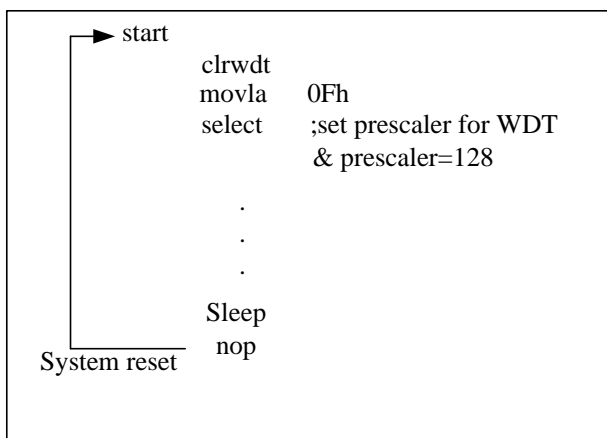 start
clrwdt
movla 0Fh
select ;set prescaler for WDT
& prescaler=128
.
.
.
Sleep
nop
System reset